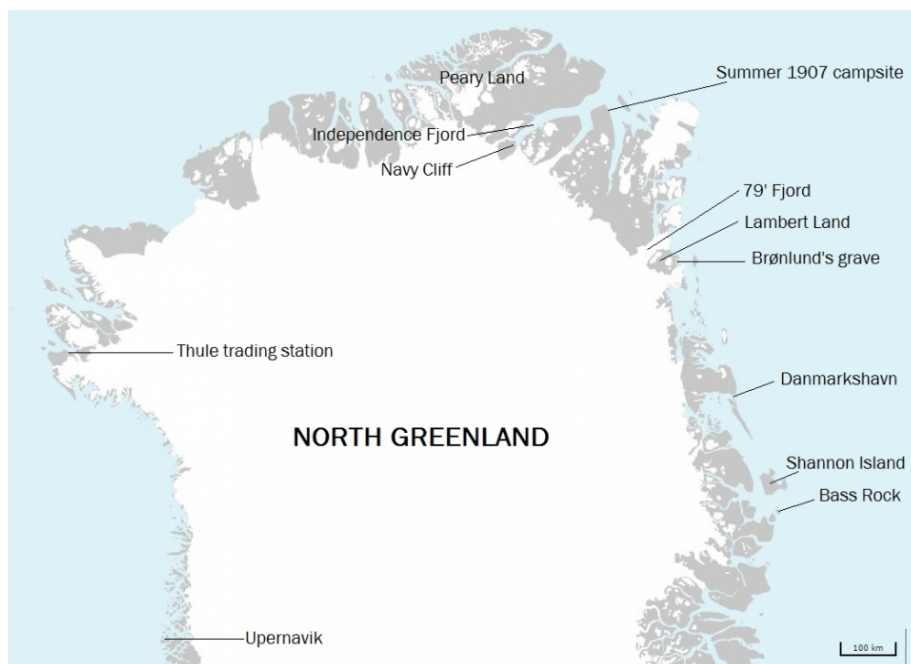 Peary Land
Summer 1907 campsite
Independence Fjord
Navy Cliff
79' Fjord
Lambert Land
Brønlund's grave
Thule trading station
Danmarkshavn
NORTH GREENLAND
Shannon Island
Bass Rock
Upernavik
100 km